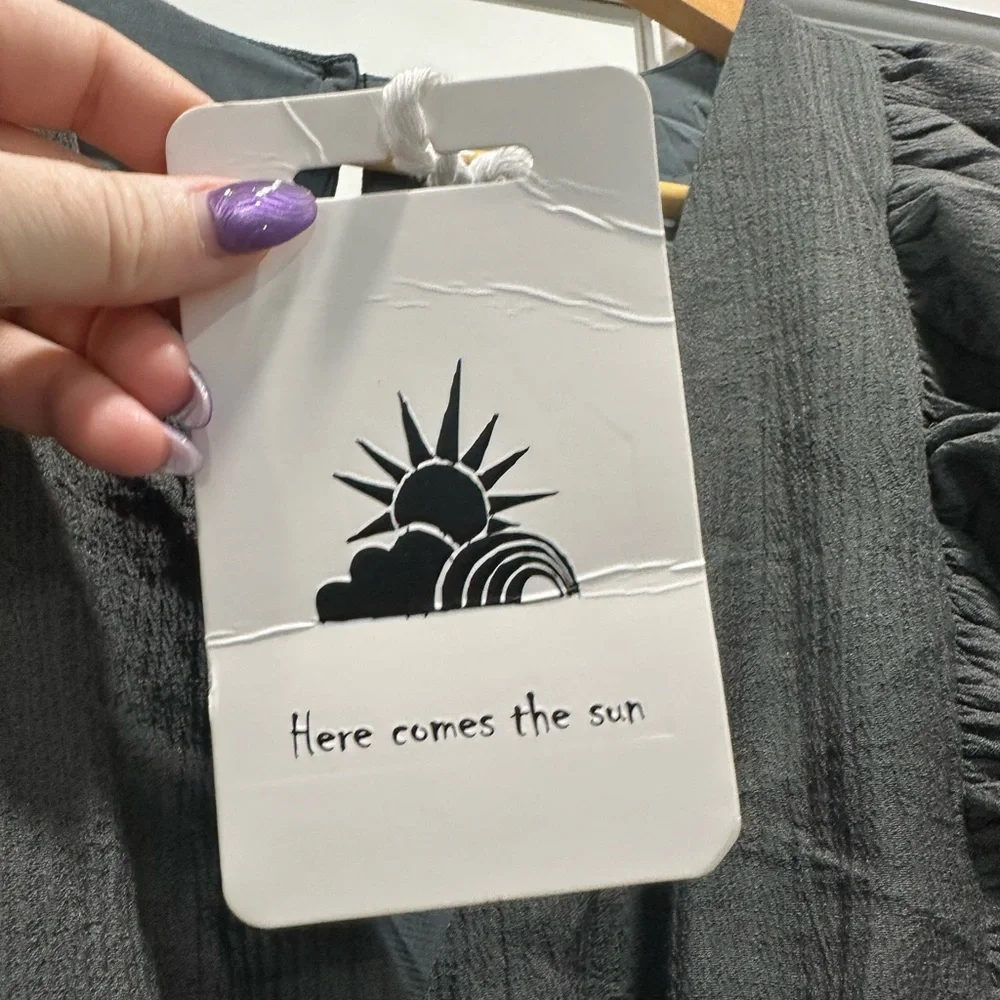 Here comes the sun